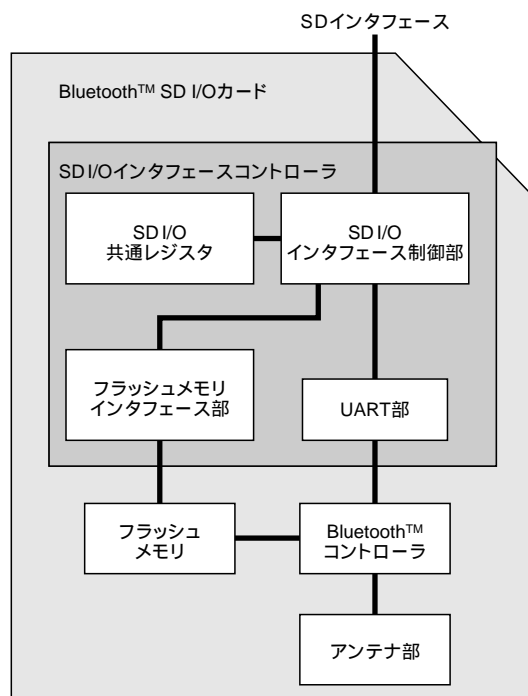 SDインタフェース
Bluetooth™ SD I/Oカード
SD I/Oインタフェースコントローラ
SD I/O
共通レジスタ
SD I/O
インタフェース制御部
フラッシュメモリ
インタフェース部
UART部
フラッシュ
メモリ
Bluetooth™
コントローラ
アンテナ部